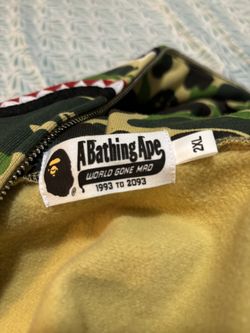 A Bathing Ape
®
WORLD GONE MAD
1993 TO 2093
2XL